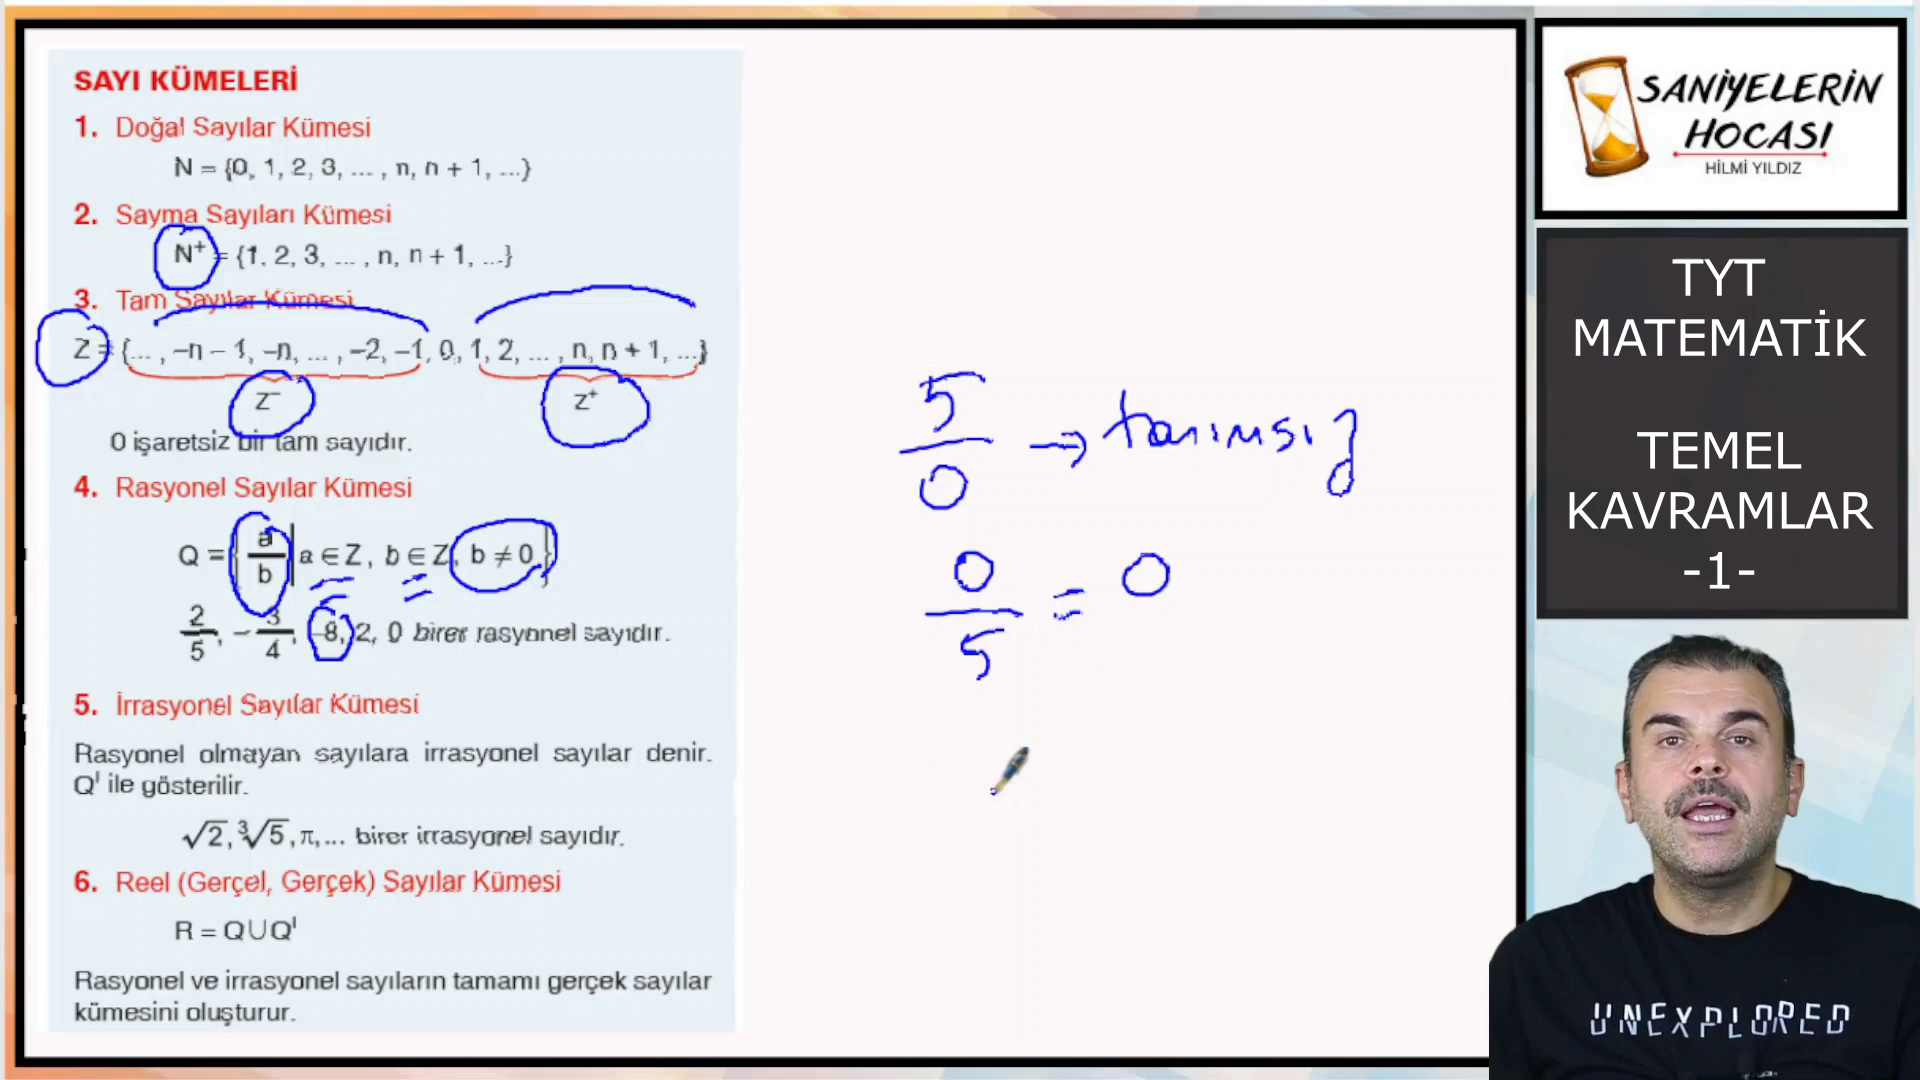 SAYI KÜMELERİ
1. Doğal Sayılar Kümesi
N = {0, 1, 2, 3, ... , n, n + 1, ...}
2. Sayma Sayıları Kümesi
N⁺ = {1, 2, 3, ... , n, n + 1, ...}
3. Tam Sayılar Kümesi
Z = {... , –n – 1, –n, ... , –2, –1, 0, 1, 2, ... , n, n + 1, ...}
Z⁻ Z⁺
0 işaretsiz bir tam sayıdır.
4. Rasyonel Sayılar Kümesi
Q = { a/b | a ∈ Z, b ∈ Z, b ≠ 0 }
2/5, –3/4, –8, 2, 0 birer rasyonel sayıdır.
5. İrrasyonel Sayılar Kümesi
Rasyonel olmayan sayılara irrasyonel sayılar denir.
Qᴵ ile gösterilir.
√2, ³√5, π, ... birer irrasyonel sayıdır.
6. Reel (Gerçel, Gerçek) Sayılar Kümesi
R = Q∪Qᴵ
Rasyonel ve irrasyonel sayıların tamamı gerçek sayılar
kümesini oluşturur.
5/0 → tanımsız
0/5 = 0
SANİYELERİN
HOCASI
HİLMİ YILDIZ
TYT
MATEMATİK
TEMEL
KAVRAMLAR
-1-
UNEXPLORED